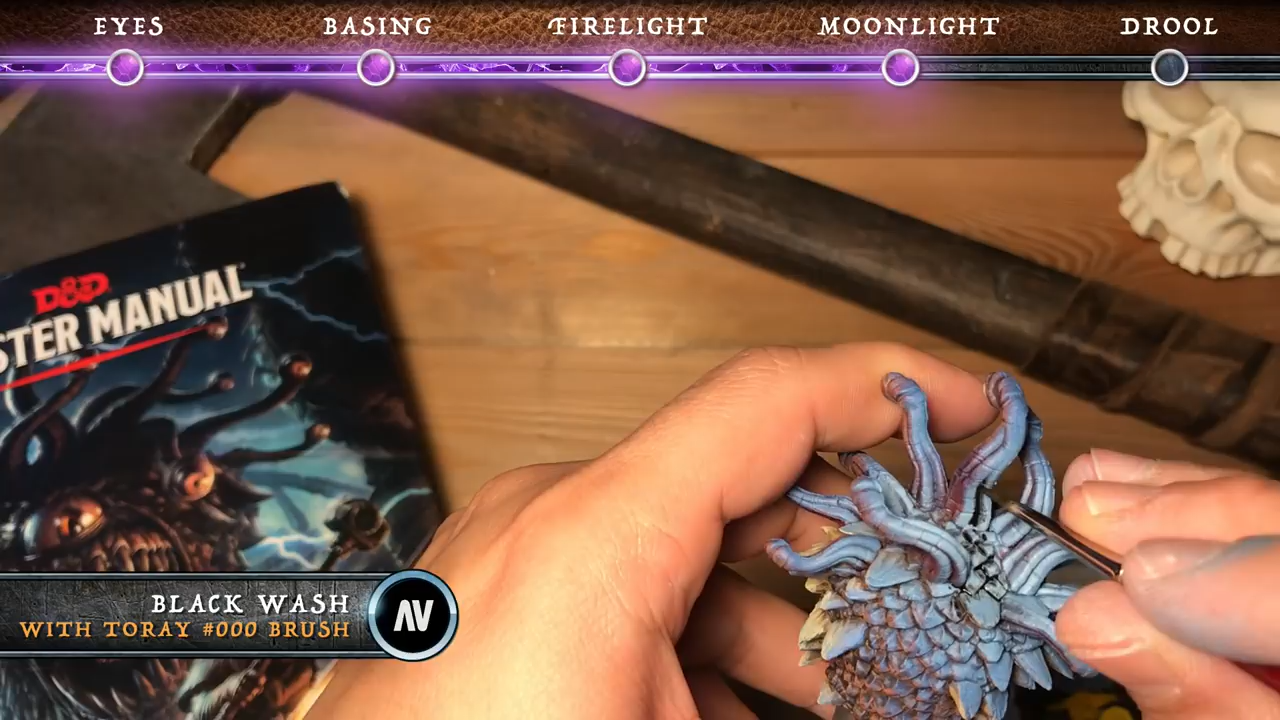 EYES
BASING
FIRELIGHT
MOONLIGHT
DROOL
D&D
STER MANUAL
BLACK WASH
WITH TORAY #000 BRUSH
AV